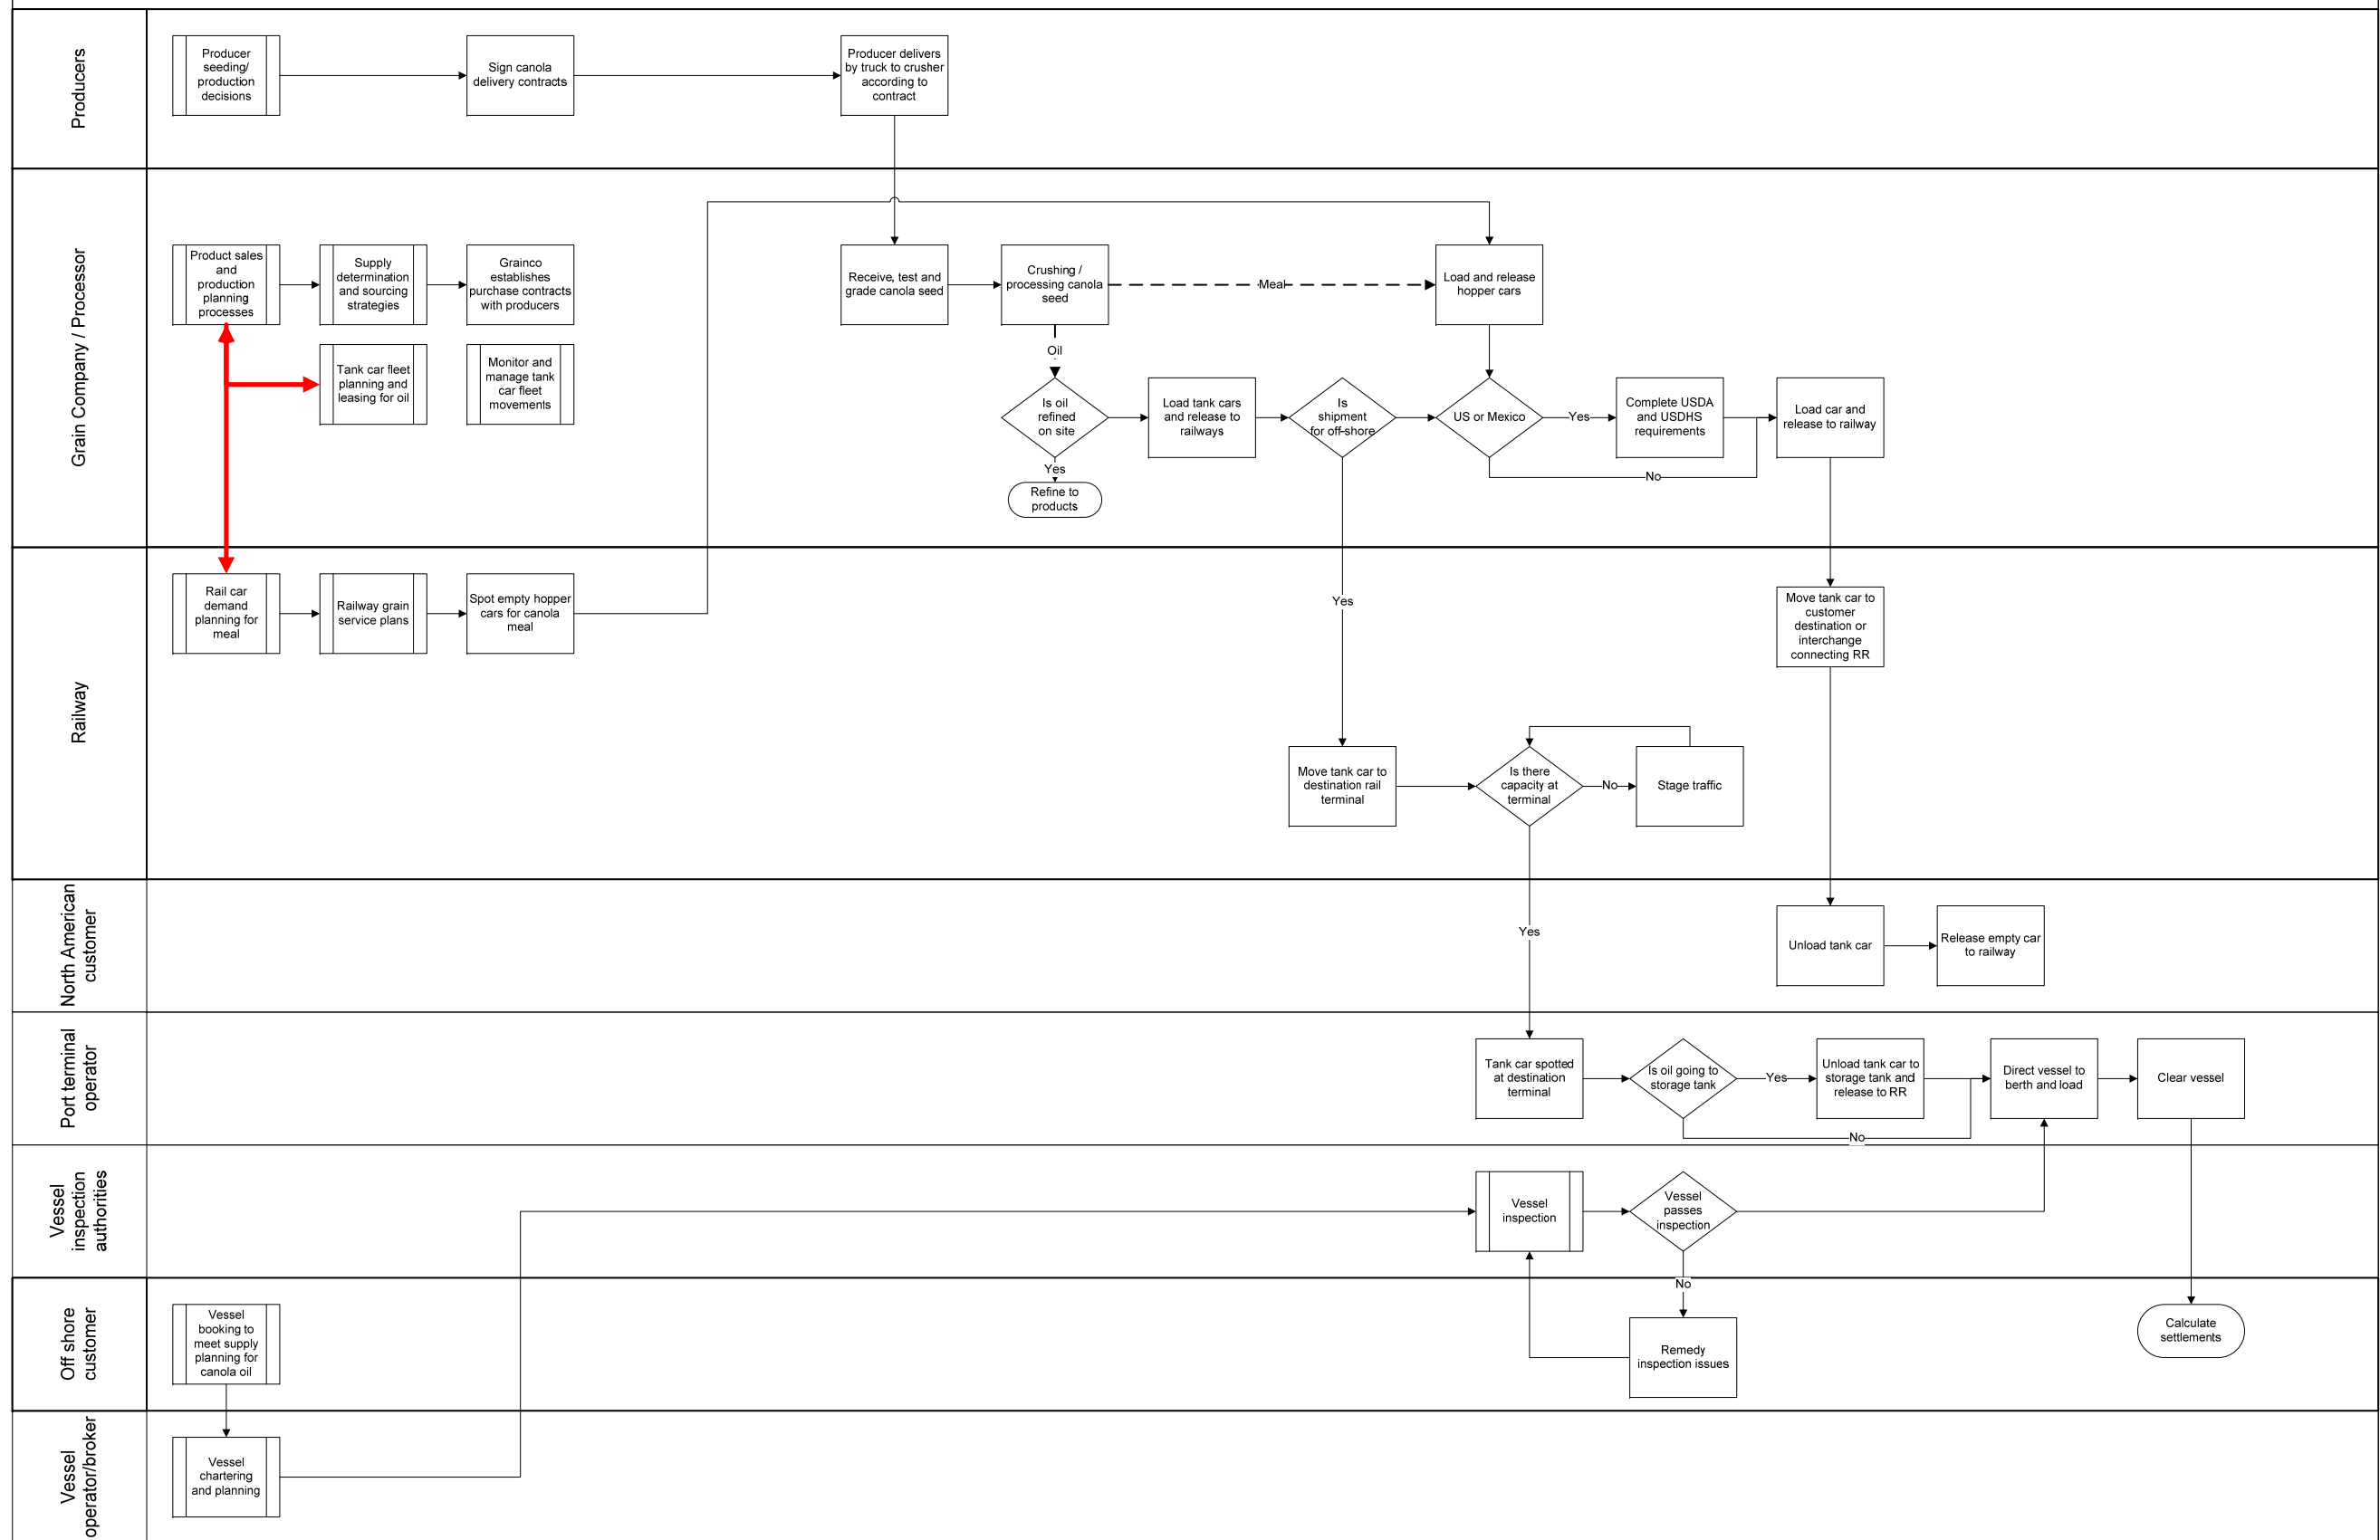 Producers
Producer
seeding/
production
decisions
Sign canola
delivery contracts
Producer delivers
by truck to crusher
according to
contract
Grain Company / Processor
Product sales
and
production
planning
processes
Supply
determination
and sourcing
strategies
Grainco
establishes
purchase contracts
with producers
Receive, test and
grade canola seed
Crushing /
processing canola
seed
Meal
Load and release
hopper cars
Tank car fleet
planning and
leasing for oil
Monitor and
manage tank
car fleet
movements
Oil
Is oil
refined
on site
Load tank cars
and release to
railways
Is
shipment
for off-shore
US or Mexico
Yes
Complete USDA
and USDHS
requirements
Load car and
release to railway
Yes
No
Refine to
products
Railway
Rail car
demand
planning for
meal
Railway grain
service plans
Spot empty hopper
cars for canola
meal
Yes
Move tank car to
customer
destination or
interchange
connecting RR
Move tank car to
destination rail
terminal
Is there
capacity at
terminal
No
Stage traffic
North American
customer
Yes
Unload tank car
Release empty car
to railway
Port terminal
operator
Tank car spotted
at destination
terminal
Is oil going to
storage tank
Yes
Unload tank car to
storage tank and
release to RR
Direct vessel to
berth and load
Clear vessel
No
Vessel
inspection
authorities
Vessel
inspection
Vessel
passes
inspection
No
Off shore
customer
Vessel
booking to
meet supply
planning for
canola oil
Remedy
inspection issues
Calculate
settlements
Vessel
operator/broker
Vessel
chartering
and planning